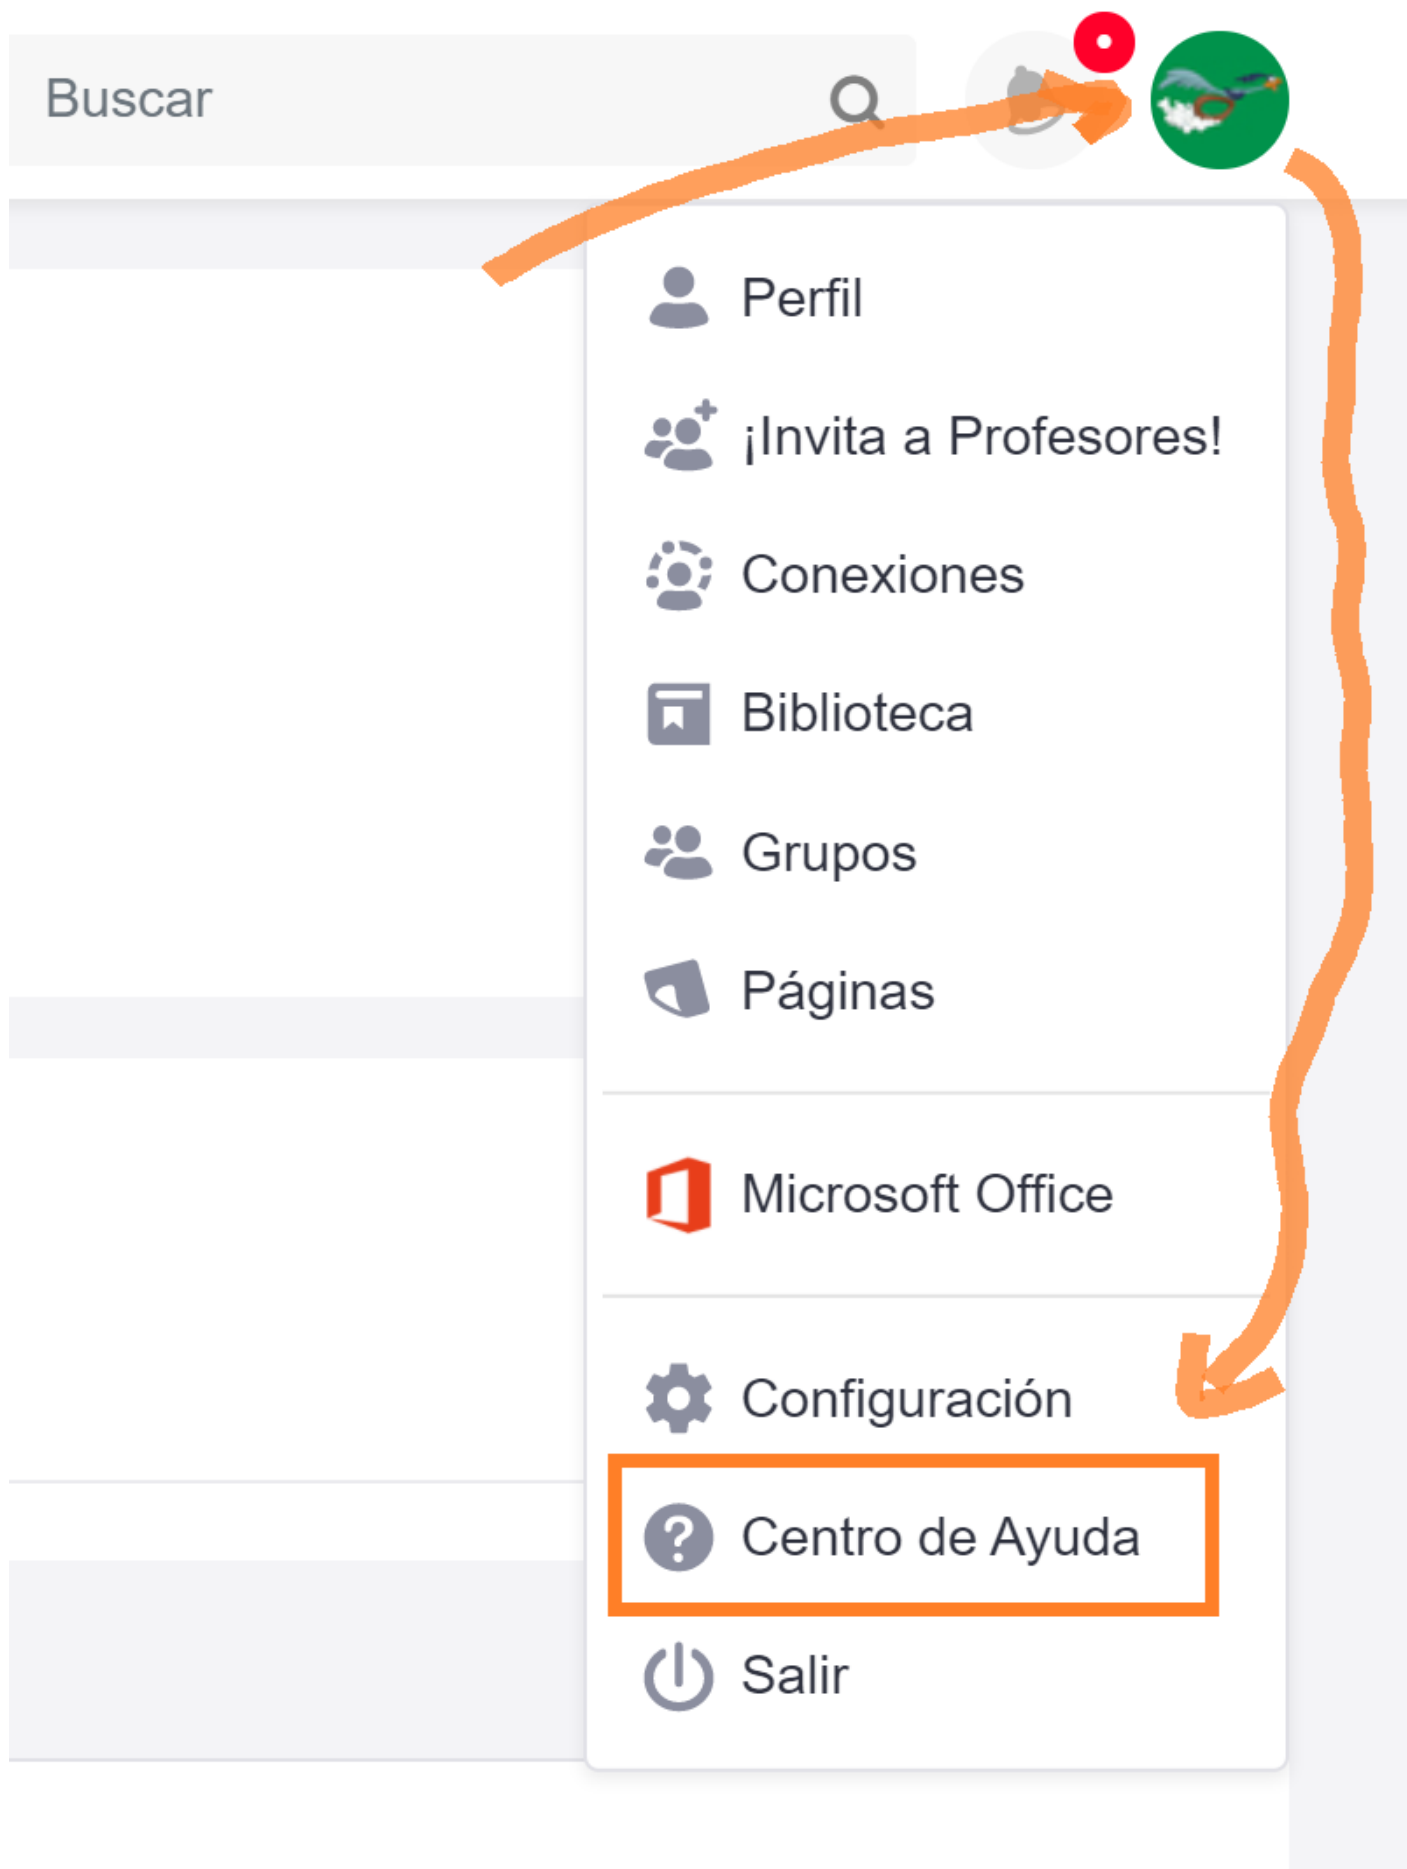 Buscar
Perfil
¡Invita a Profesores!
Conexiones
Biblioteca
Grupos
Páginas
Microsoft Office
Configuración
Centro de Ayuda
Salir